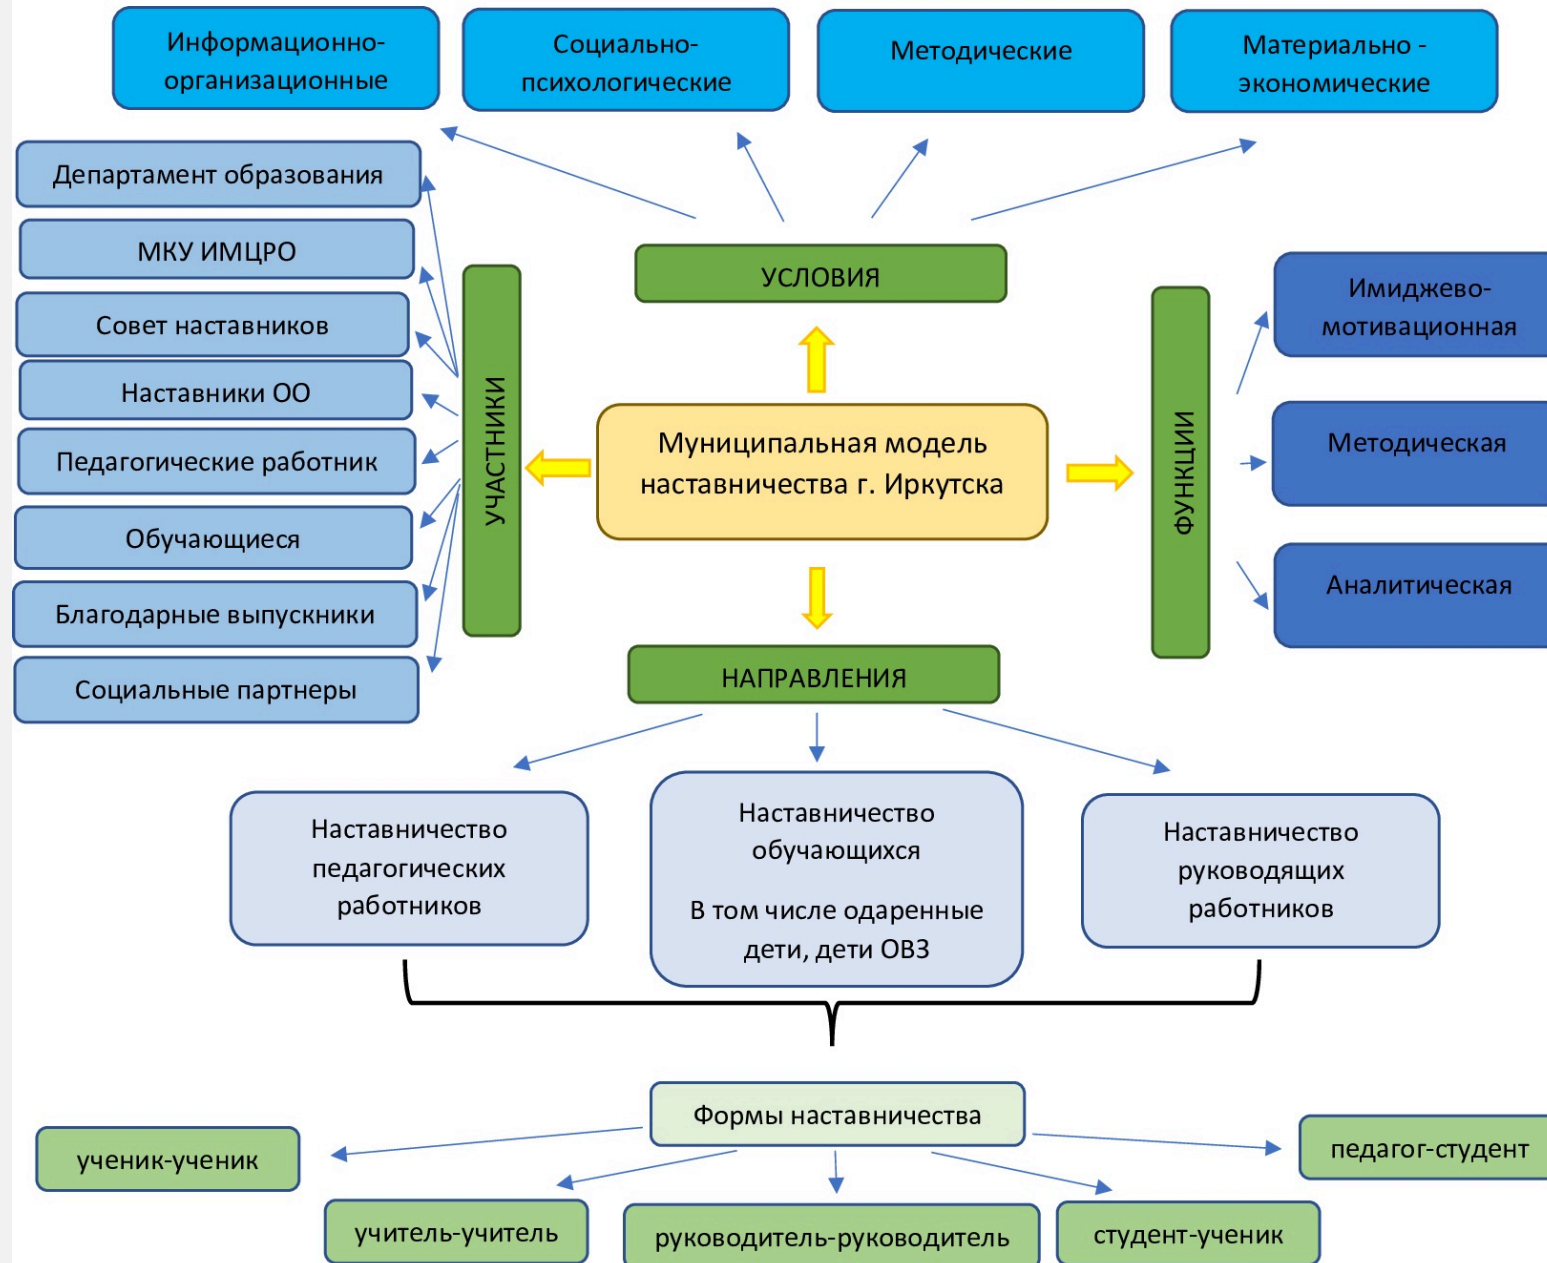 Информационно-
организационные
Социально-
психологические
Методические
Материально -
экономические
Департамент образования
МКУ ИМЦРО
Совет наставников
Наставники ОО
Педагогические работник
Обучающиеся
Благодарные выпускники
Социальные партнеры
УЧАСТНИКИ
УСЛОВИЯ
Муниципальная модель
наставничества г. Иркутска
ФУНКЦИИ
Имиджево-
мотивационная
Методическая
Аналитическая
НАПРАВЛЕНИЯ
Наставничество
педагогических
работников
Наставничество
обучающихся
В том числе одаренные
дети, дети ОВЗ
Наставничество
руководящих
работников
Формы наставничества
ученик-ученик
учитель-учитель
руководитель-руководитель
студент-ученик
педагог-студент